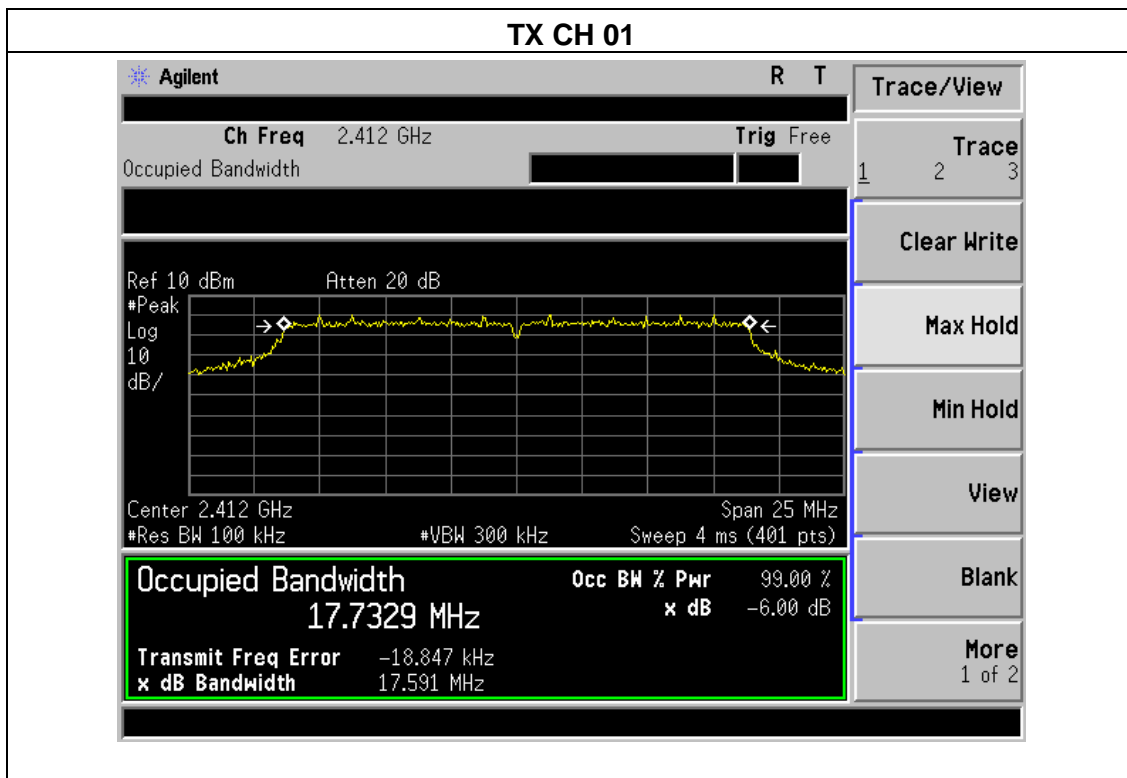 TX CH 01
Agilent R T
Trace/View
Ch Freq 2.412 GHz Trig Free
Occupied Bandwidth
Trace
1 2 3
Clear Write
Ref 10 dBm Atten 20 dB
#Peak
Log
10
dB/
Max Hold
Min Hold
View
Center 2.412 GHz Span 25 MHz
#Res BW 100 kHz #VBW 300 kHz Sweep 4 ms (401 pts)
Occupied Bandwidth Occ BW % Pwr 99.00 %
17.7329 MHz x dB -6.00 dB
Blank
Transmit Freq Error -18.847 kHz
x dB Bandwidth 17.591 MHz
More
1 of 2